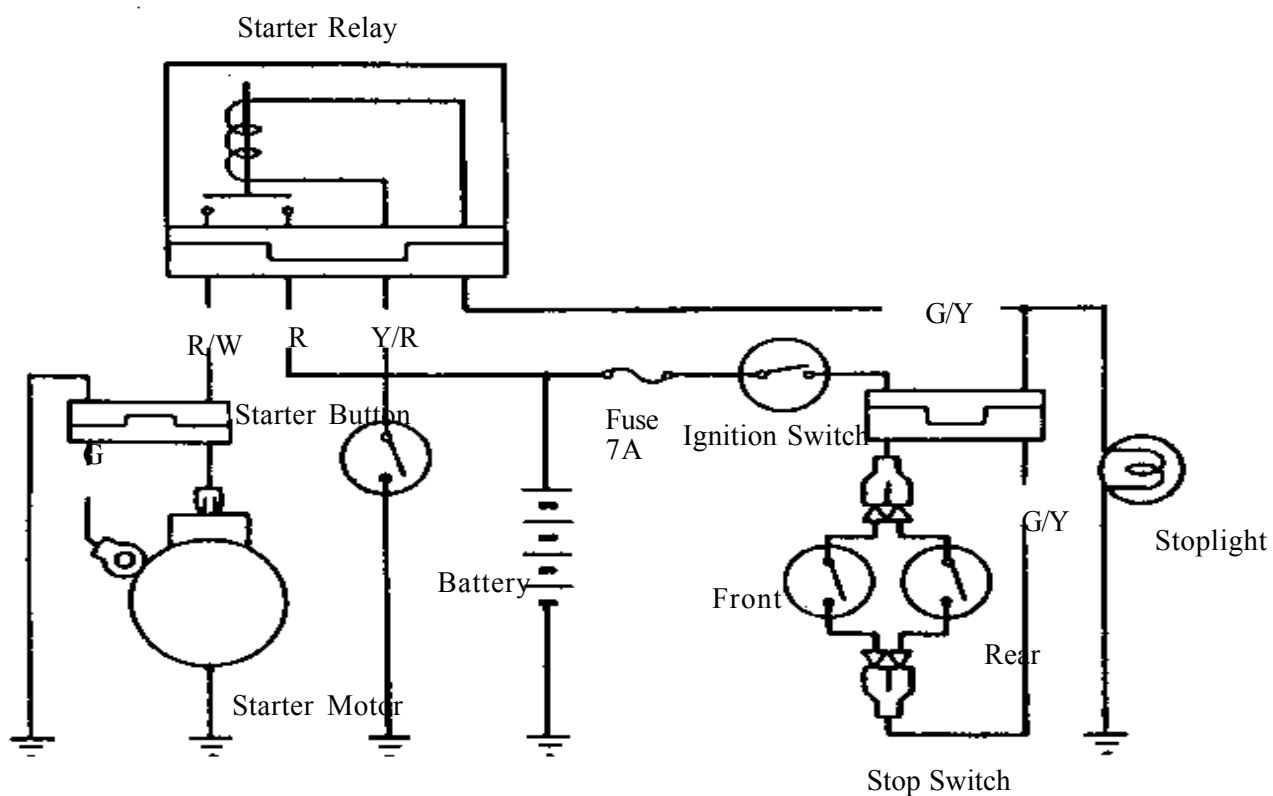 Starter Relay
G/Y
R/W
R
Y/R
Starter Button
Fuse
7A
Ignition Switch
G
G/Y
Stoplight
Battery
Front
Rear
Starter Motor
Stop Switch